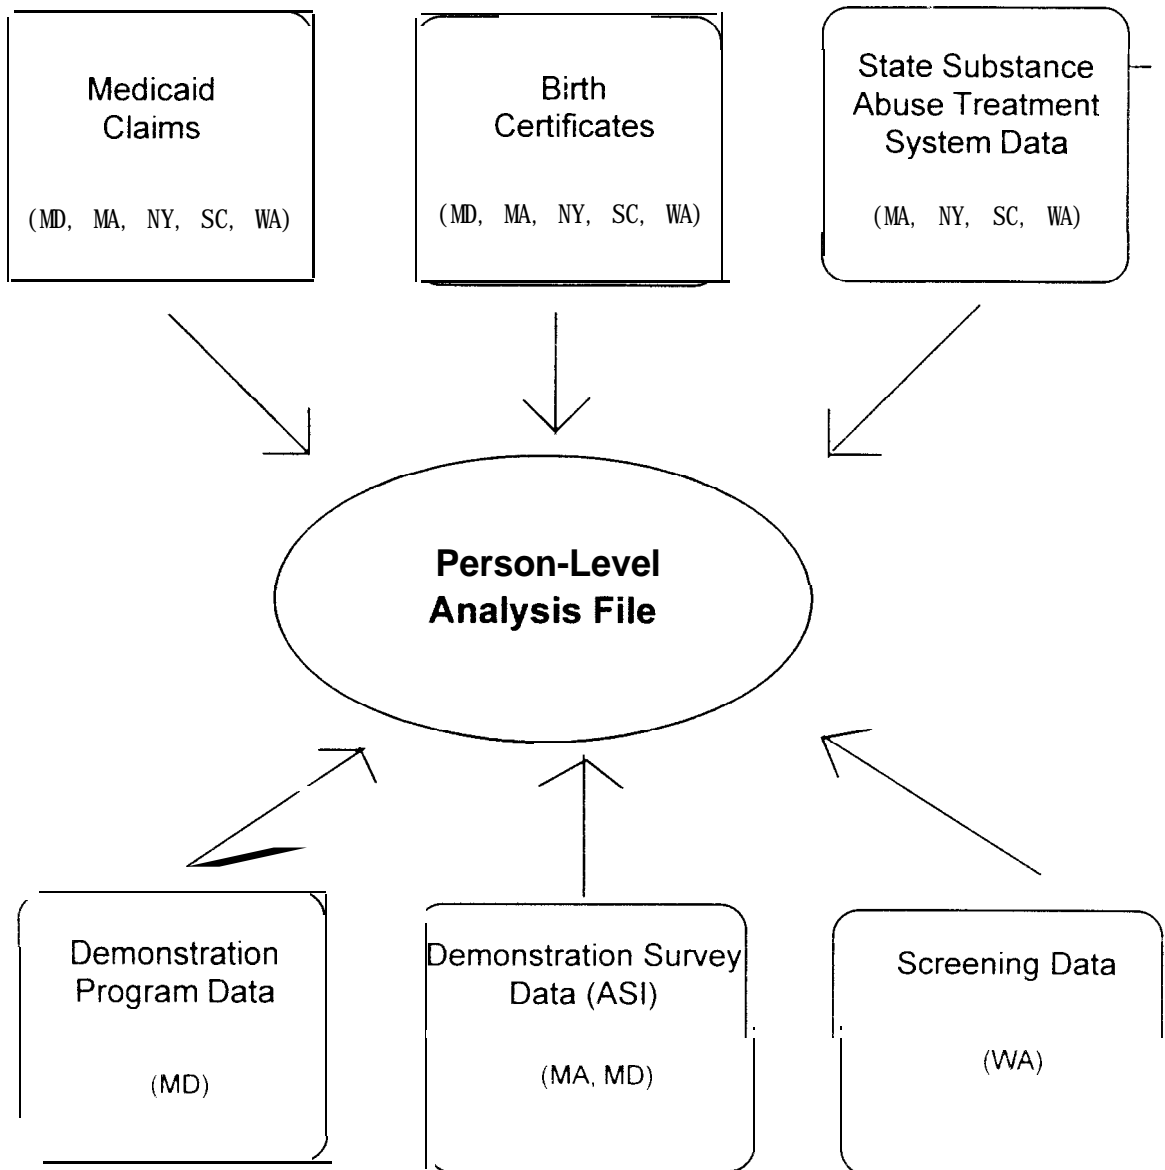 Medicaid
Claims
(MD, MA, NY, SC, WA)
Birth
Certificates
(MD, MA, NY, SC, WA)
State Substance
Abuse Treatment
System Data
(MA, NY, SC, WA)
Person-Level
Analysis File
Demonstration
Program Data
(MD)
Demonstration Survey
Data (ASI)
(MA, MD)
Screening Data
(WA)